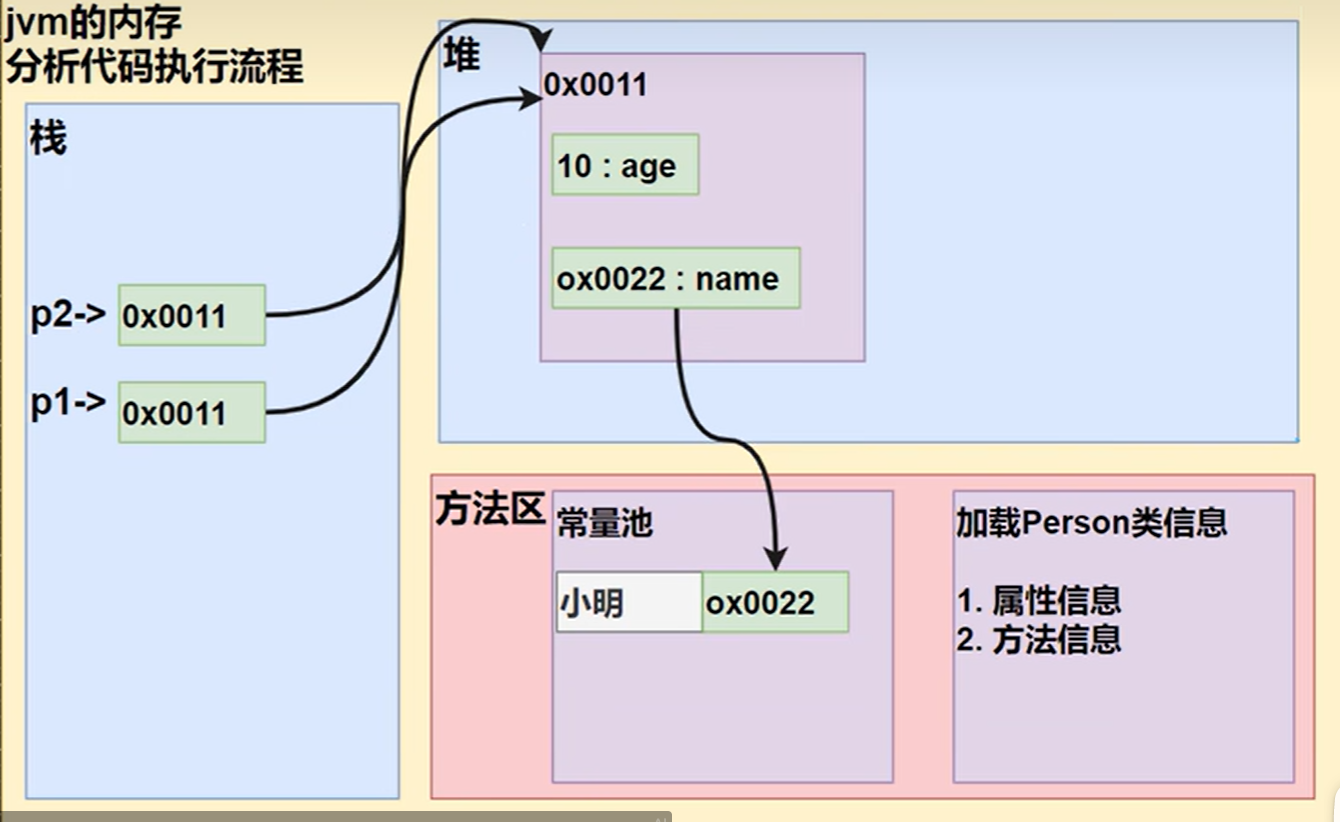 jvm的内存
分析代码执行流程
栈
p2->
0x0011
p1->
0x0011
堆
0x0011
10 : age
ox0022 : name
方法区
常量池
小明
ox0022
加载Person类信息
1. 属性信息
2. 方法信息